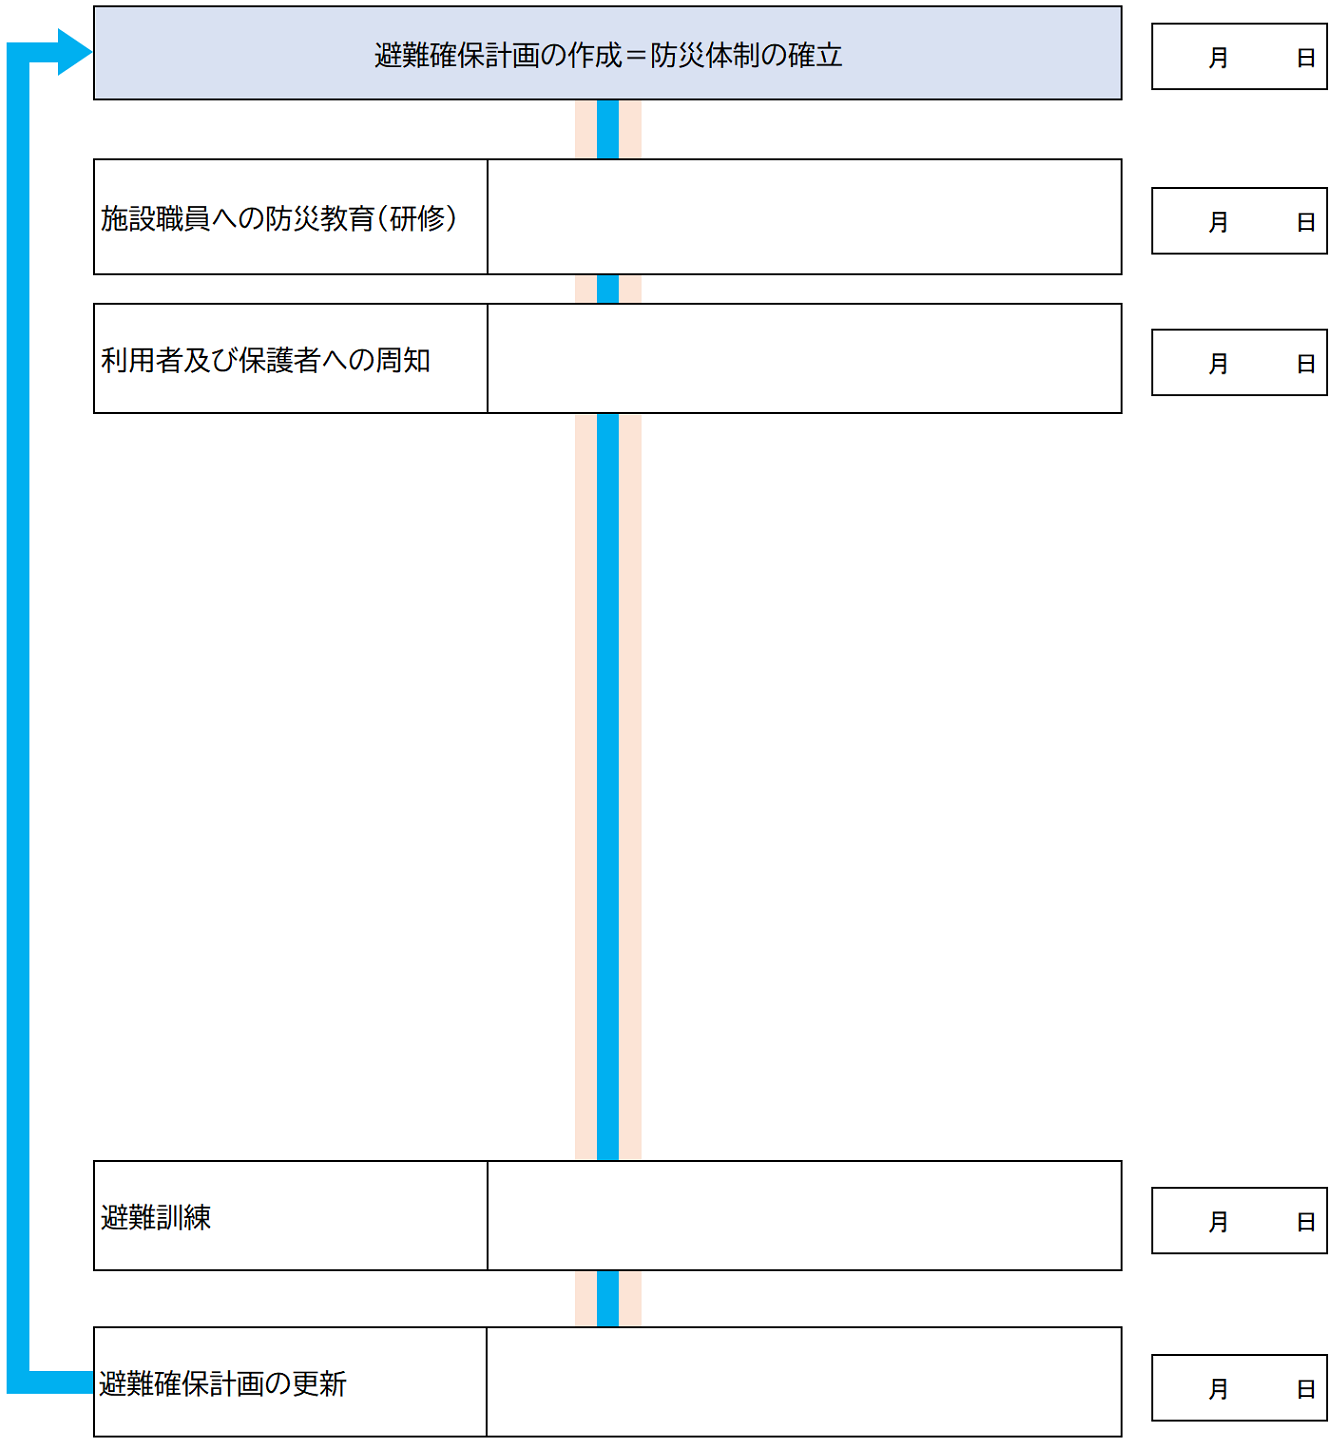 避難確保計画の作成＝防災体制の確立
月 日
施設職員への防災教育（研修）
月 日
利用者及び保護者への周知
月 日
避難訓練
月 日
避難確保計画の更新
月 日